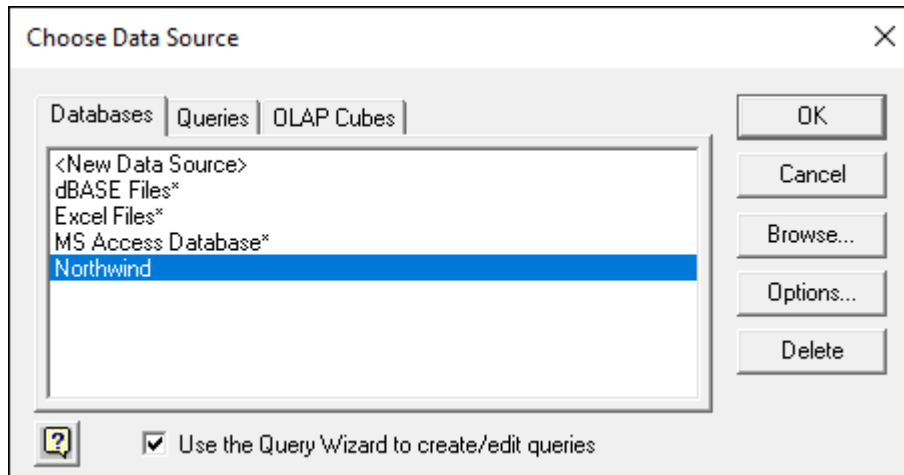 Choose Data Source
Databases Queries OLAP Cubes
<New Data Source>
dBASE Files*
Excel Files*
MS Access Database*
Northwind
OK
Cancel
Browse...
Options...
Delete
? Use the Query Wizard to create/edit queries